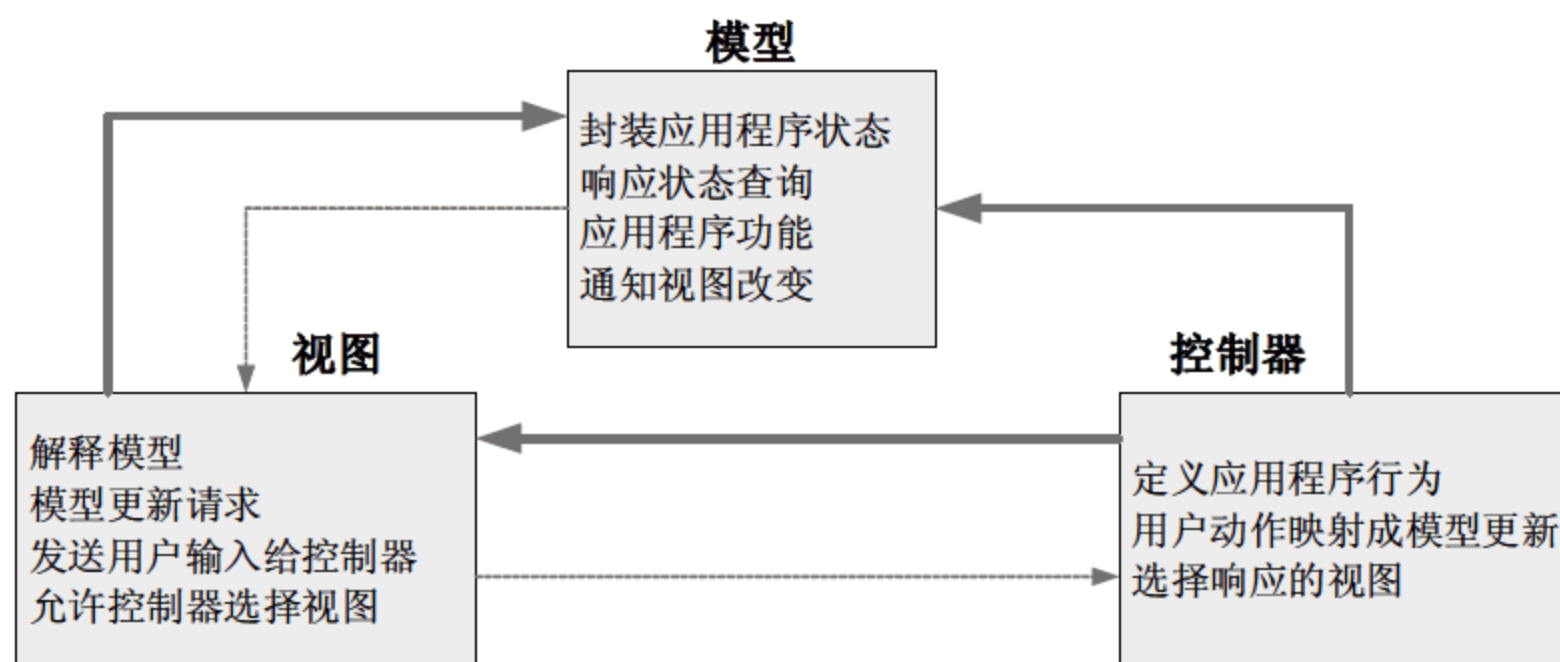 模型
封装应用程序状态
响应状态查询
应用程序功能
通知视图改变
视图
解释模型
模型更新请求
发送用户输入给控制器
允许控制器选择视图
控制器
定义应用程序行为
用户动作映射成模型更新
选择响应的视图